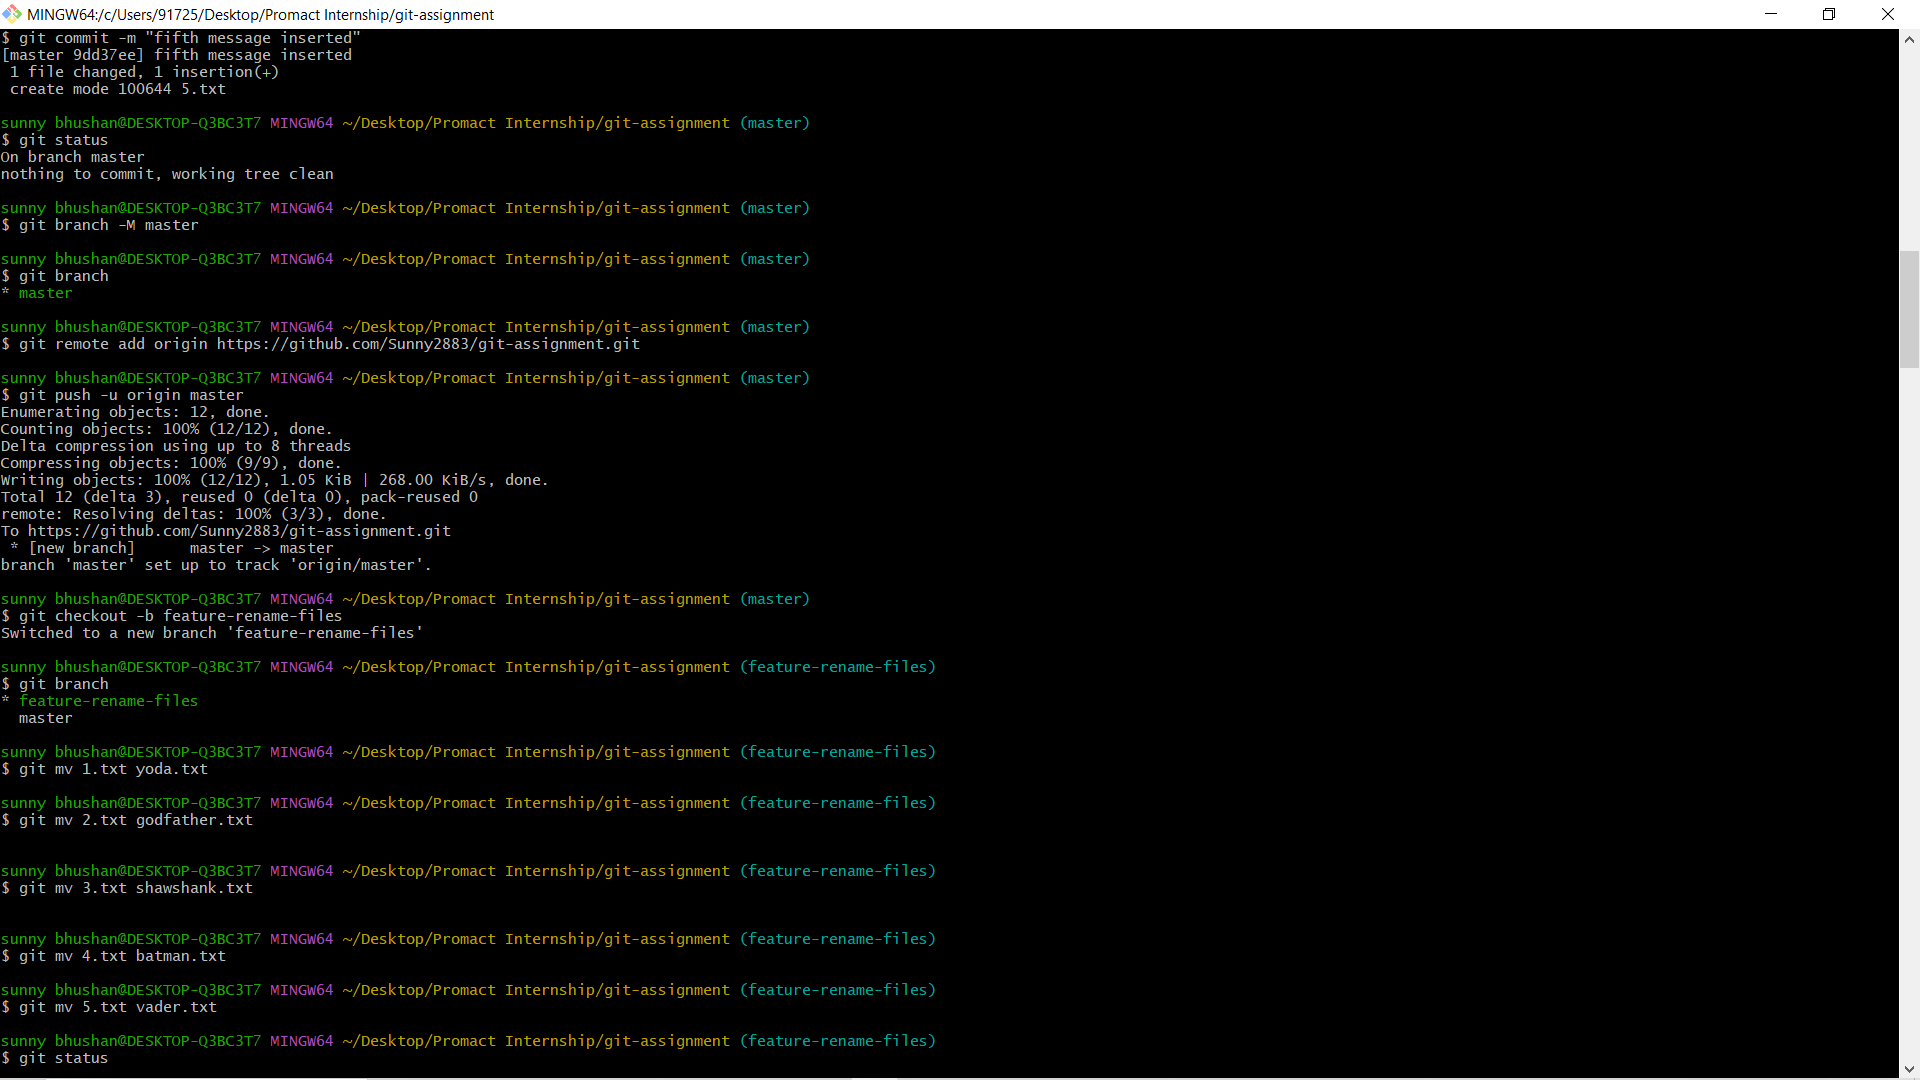 MINGW64:/c/Users/91725/Desktop/Promact Internship/git-assignment
$ git commit -m "fifth message inserted"
[master 9dd37ee] fifth message inserted
 1 file changed, 1 insertion(+)
 create mode 100644 5.txt
sunny bhushan@DESKTOP-Q3BC3T7 MINGW64 ~/Desktop/Promact Internship/git-assignment (master)
$ git status
On branch master
nothing to commit, working tree clean
sunny bhushan@DESKTOP-Q3BC3T7 MINGW64 ~/Desktop/Promact Internship/git-assignment (master)
$ git branch -M master
sunny bhushan@DESKTOP-Q3BC3T7 MINGW64 ~/Desktop/Promact Internship/git-assignment (master)
$ git branch
* master
sunny bhushan@DESKTOP-Q3BC3T7 MINGW64 ~/Desktop/Promact Internship/git-assignment (master)
$ git remote add origin https://github.com/Sunny2883/git-assignment.git
sunny bhushan@DESKTOP-Q3BC3T7 MINGW64 ~/Desktop/Promact Internship/git-assignment (master)
$ git push -u origin master
Enumerating objects: 12, done.
Counting objects: 100% (12/12), done.
Delta compression using up to 8 threads
Compressing objects: 100% (9/9), done.
Writing objects: 100% (12/12), 1.05 KiB | 268.00 KiB/s, done.
Total 12 (delta 3), reused 0 (delta 0), pack-reused 0
remote: Resolving deltas: 100% (3/3), done.
To https://github.com/Sunny2883/git-assignment.git
 * [new branch]      master -> master
branch 'master' set up to track 'origin/master'.
sunny bhushan@DESKTOP-Q3BC3T7 MINGW64 ~/Desktop/Promact Internship/git-assignment (master)
$ git checkout -b feature-rename-files
Switched to a new branch 'feature-rename-files'
sunny bhushan@DESKTOP-Q3BC3T7 MINGW64 ~/Desktop/Promact Internship/git-assignment (feature-rename-files)
$ git branch
* feature-rename-files
  master
sunny bhushan@DESKTOP-Q3BC3T7 MINGW64 ~/Desktop/Promact Internship/git-assignment (feature-rename-files)
$ git mv 1.txt yoda.txt
sunny bhushan@DESKTOP-Q3BC3T7 MINGW64 ~/Desktop/Promact Internship/git-assignment (feature-rename-files)
$ git mv 2.txt godfather.txt
sunny bhushan@DESKTOP-Q3BC3T7 MINGW64 ~/Desktop/Promact Internship/git-assignment (feature-rename-files)
$ git mv 3.txt shawshank.txt
sunny bhushan@DESKTOP-Q3BC3T7 MINGW64 ~/Desktop/Promact Internship/git-assignment (feature-rename-files)
$ git mv 4.txt batman.txt
sunny bhushan@DESKTOP-Q3BC3T7 MINGW64 ~/Desktop/Promact Internship/git-assignment (feature-rename-files)
$ git mv 5.txt vader.txt
sunny bhushan@DESKTOP-Q3BC3T7 MINGW64 ~/Desktop/Promact Internship/git-assignment (feature-rename-files)
$ git status